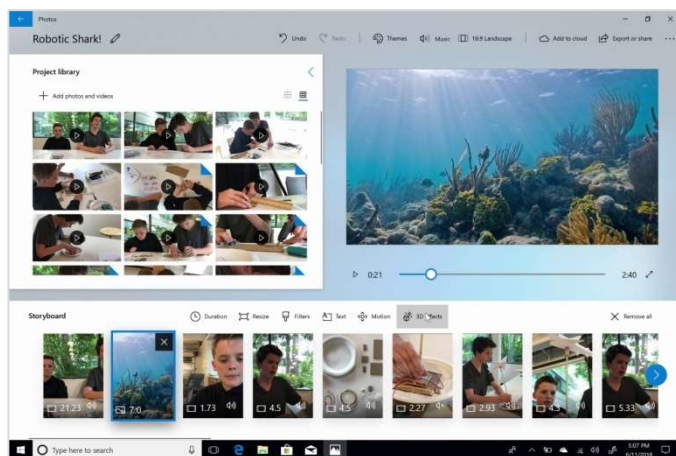 Photos
Robotic Shark!
Undo
Redo
Themes
Music
16:9 Landscape
Add to cloud
Export or share
Project library
Add photos and videos
0:21
2:40
Storyboard
Duration
Resize
Filters
Text
Motion
3D Effects
Remove all
21.23
7.0
1.73
4.5
4.5
2.27
2.93
4.3
5.33
Type here to search
5:07 PM
6/11/2018